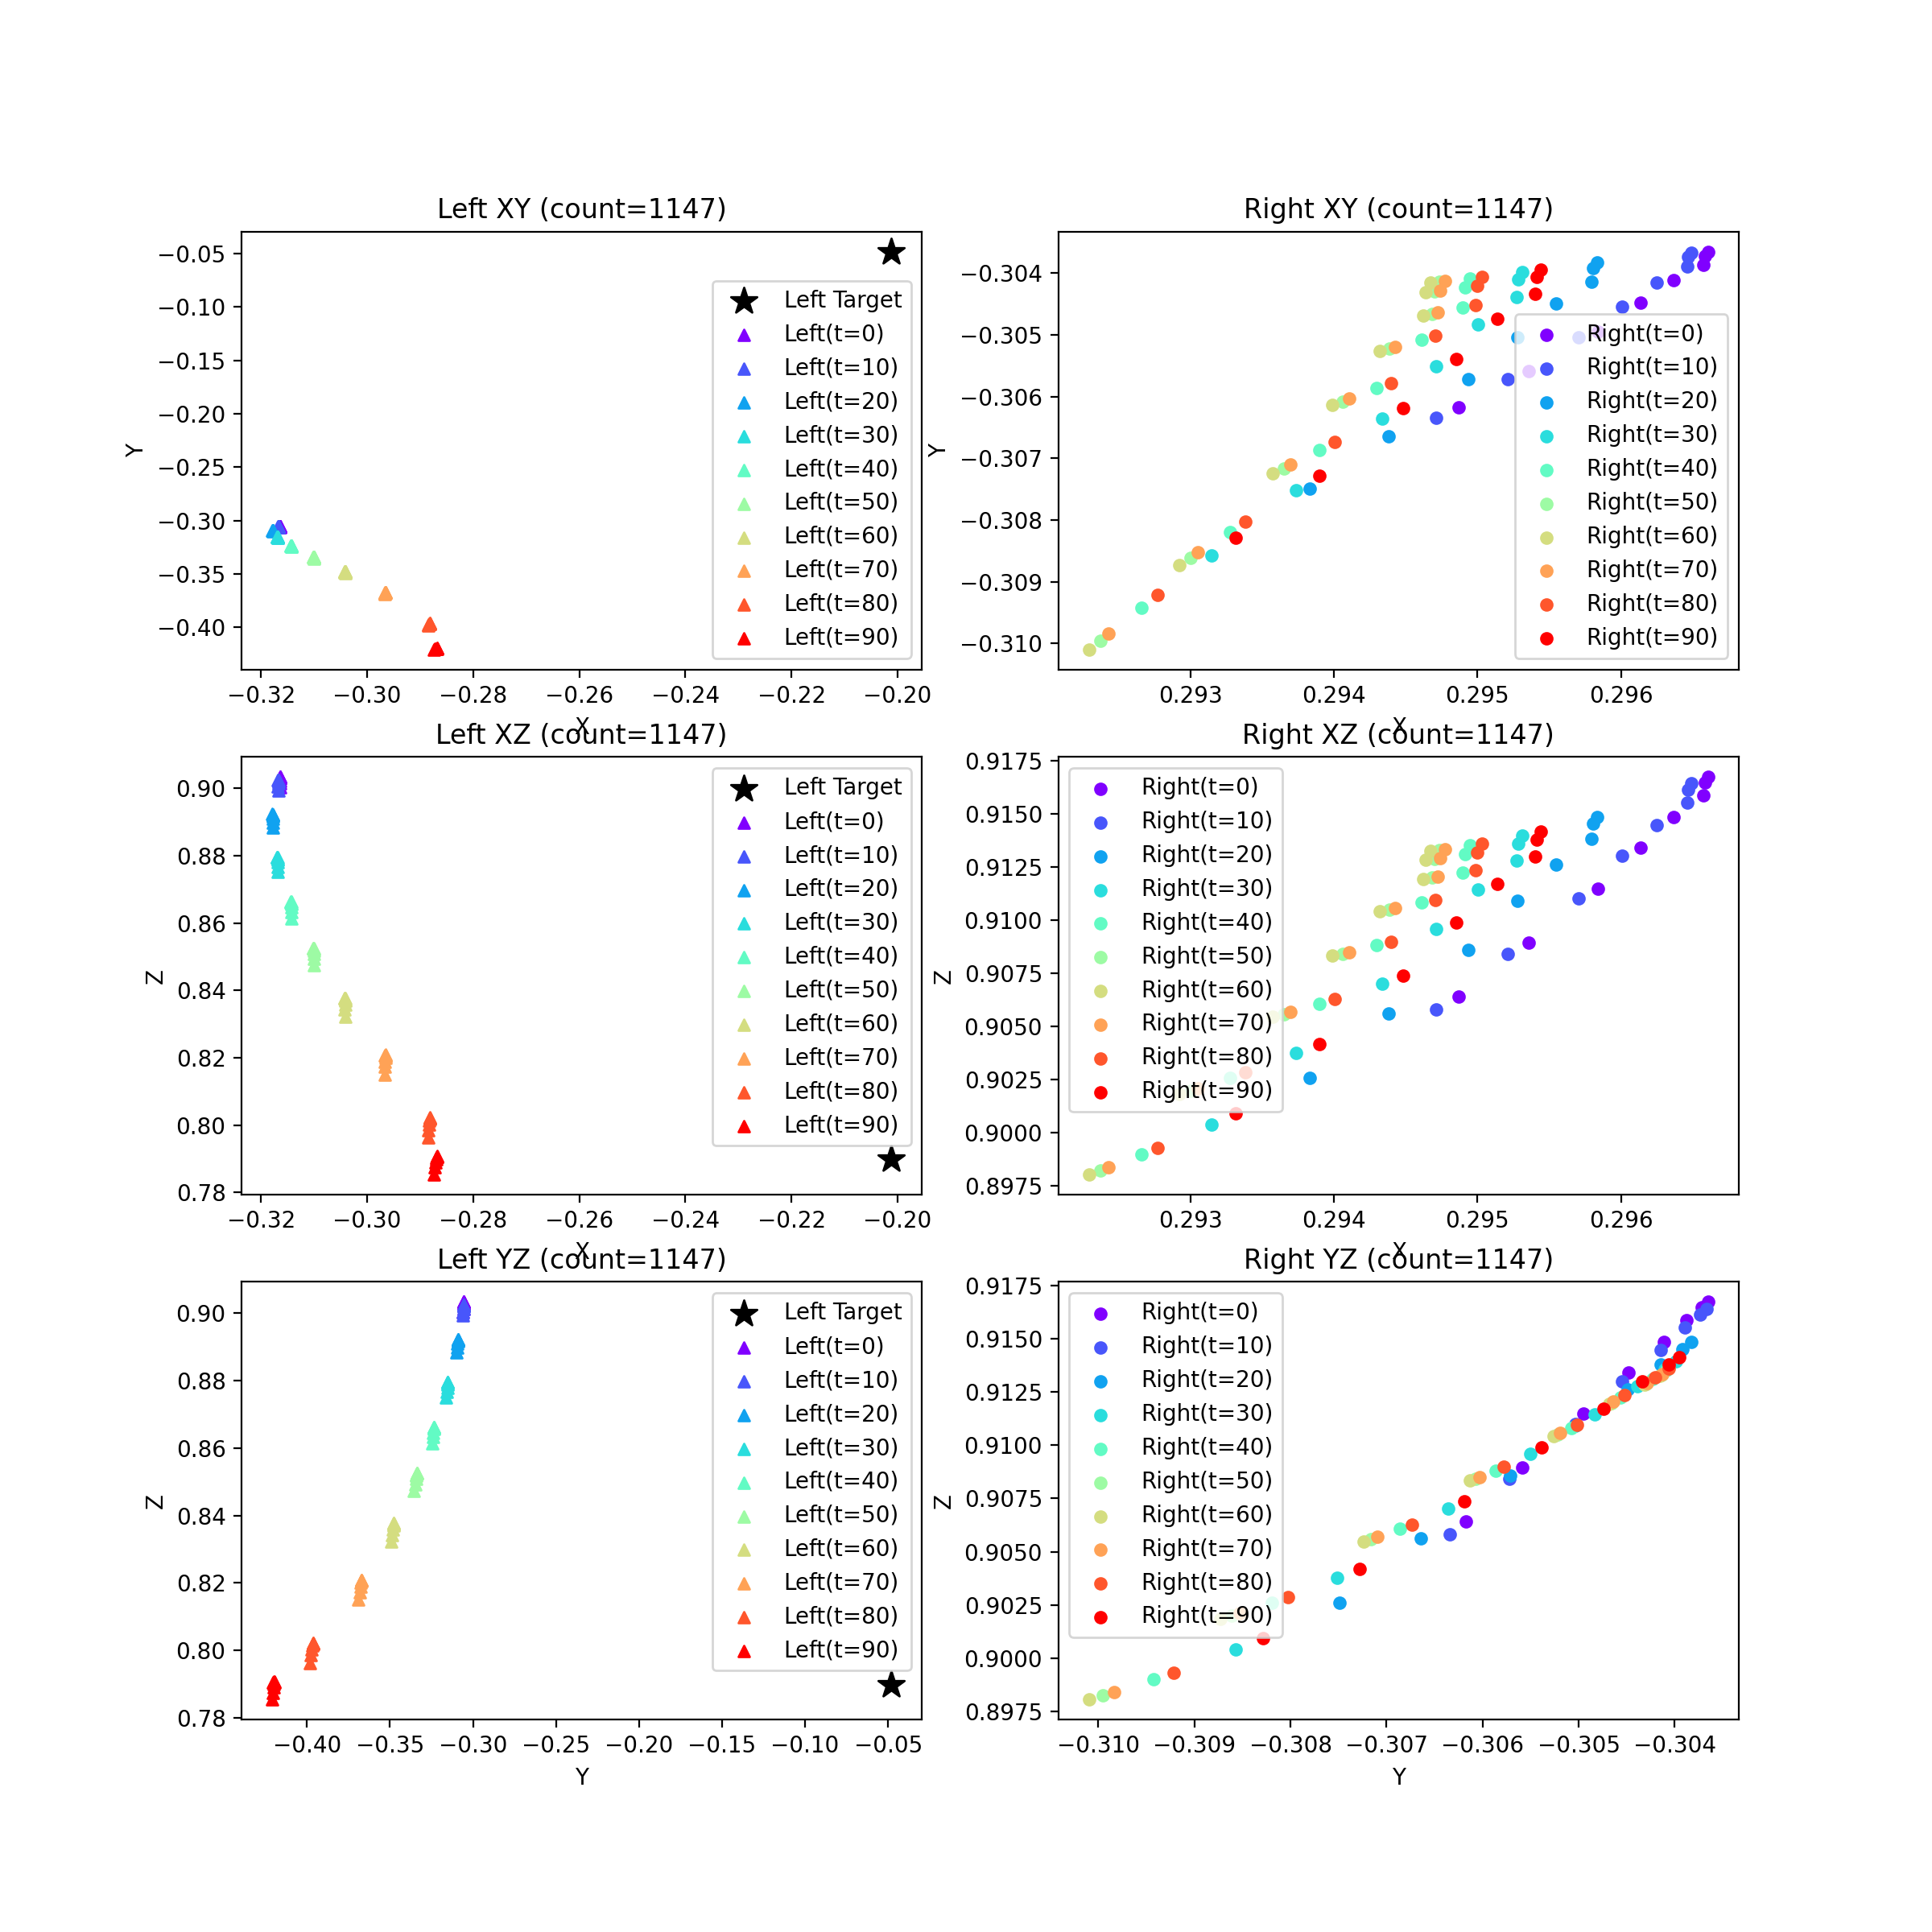 Left XY (count=1147)
−0.05
−0.10
−0.15
−0.20
−0.25
−0.30
−0.35
−0.40
Y
−0.32 −0.30 −0.28 −0.26 −0.24 −0.22 −0.20
X
Left Target
Left(t=0)
Left(t=10)
Left(t=20)
Left(t=30)
Left(t=40)
Left(t=50)
Left(t=60)
Left(t=70)
Left(t=80)
Left(t=90)
Right XY (count=1147)
−0.304
−0.305
−0.306
−0.307
−0.308
−0.309
−0.310
Y
0.293 0.294 0.295 0.296
X
Right(t=0)
Right(t=10)
Right(t=20)
Right(t=30)
Right(t=40)
Right(t=50)
Right(t=60)
Right(t=70)
Right(t=80)
Right(t=90)
Left XZ (count=1147)
0.90
0.88
0.86
0.84
0.82
0.80
0.78
Z
−0.32 −0.30 −0.28 −0.26 −0.24 −0.22 −0.20
X
Left Target
Left(t=0)
Left(t=10)
Left(t=20)
Left(t=30)
Left(t=40)
Left(t=50)
Left(t=60)
Left(t=70)
Left(t=80)
Left(t=90)
Right XZ (count=1147)
0.9175
0.9150
0.9125
0.9100
0.9075
0.9050
0.9025
0.9000
0.8975
Z
0.293 0.294 0.295 0.296
X
Right(t=0)
Right(t=10)
Right(t=20)
Right(t=30)
Right(t=40)
Right(t=50)
Right(t=60)
Right(t=70)
Right(t=80)
Right(t=90)
Left YZ (count=1147)
0.90
0.88
0.86
0.84
0.82
0.80
0.78
Z
−0.40 −0.35 −0.30 −0.25 −0.20 −0.15 −0.10 −0.05
Y
Left Target
Left(t=0)
Left(t=10)
Left(t=20)
Left(t=30)
Left(t=40)
Left(t=50)
Left(t=60)
Left(t=70)
Left(t=80)
Left(t=90)
Right YZ (count=1147)
0.9175
0.9150
0.9125
0.9100
0.9075
0.9050
0.9025
0.9000
0.8975
Z
−0.310 −0.309 −0.308 −0.307 −0.306 −0.305 −0.304
Y
Right(t=0)
Right(t=10)
Right(t=20)
Right(t=30)
Right(t=40)
Right(t=50)
Right(t=60)
Right(t=70)
Right(t=80)
Right(t=90)